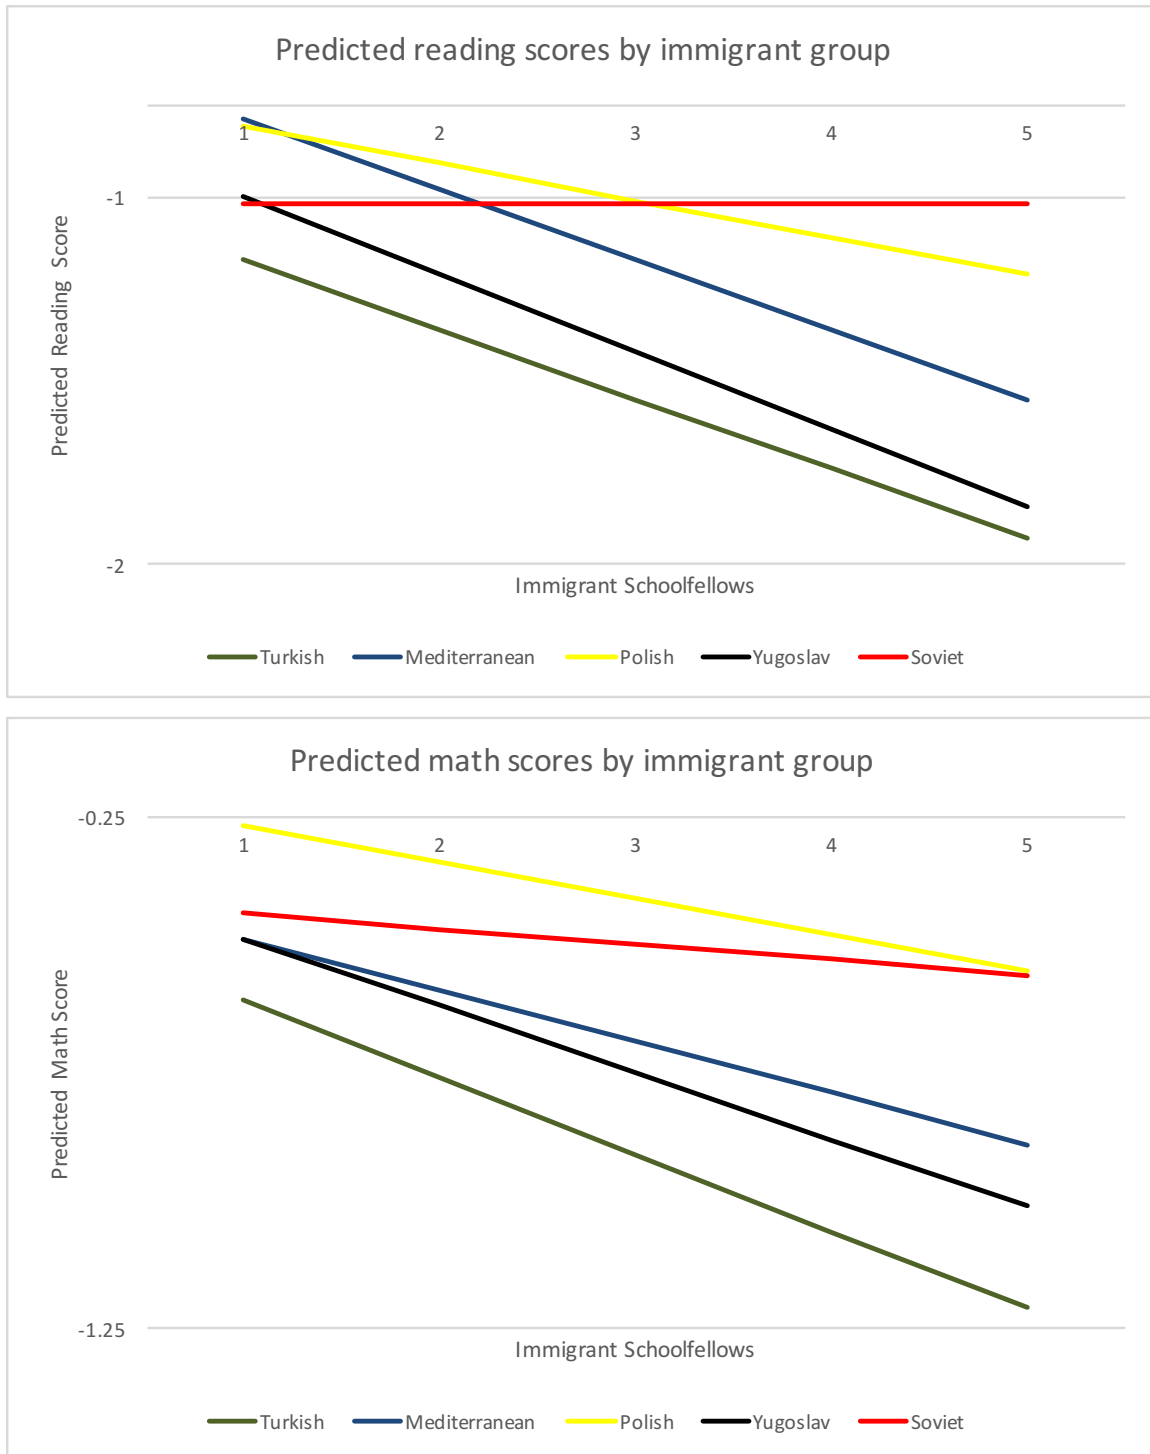 Predicted reading scores by immigrant group
1 2 3 4 5
-1
Predicted Reading Score
-2
Immigrant Schoolfellows
Turkish Mediterranean Polish Yugoslav Soviet
Predicted math scores by immigrant group
-0.25
1 2 3 4 5
Predicted Math Score
-1.25
Immigrant Schoolfellows
Turkish Mediterranean Polish Yugoslav Soviet